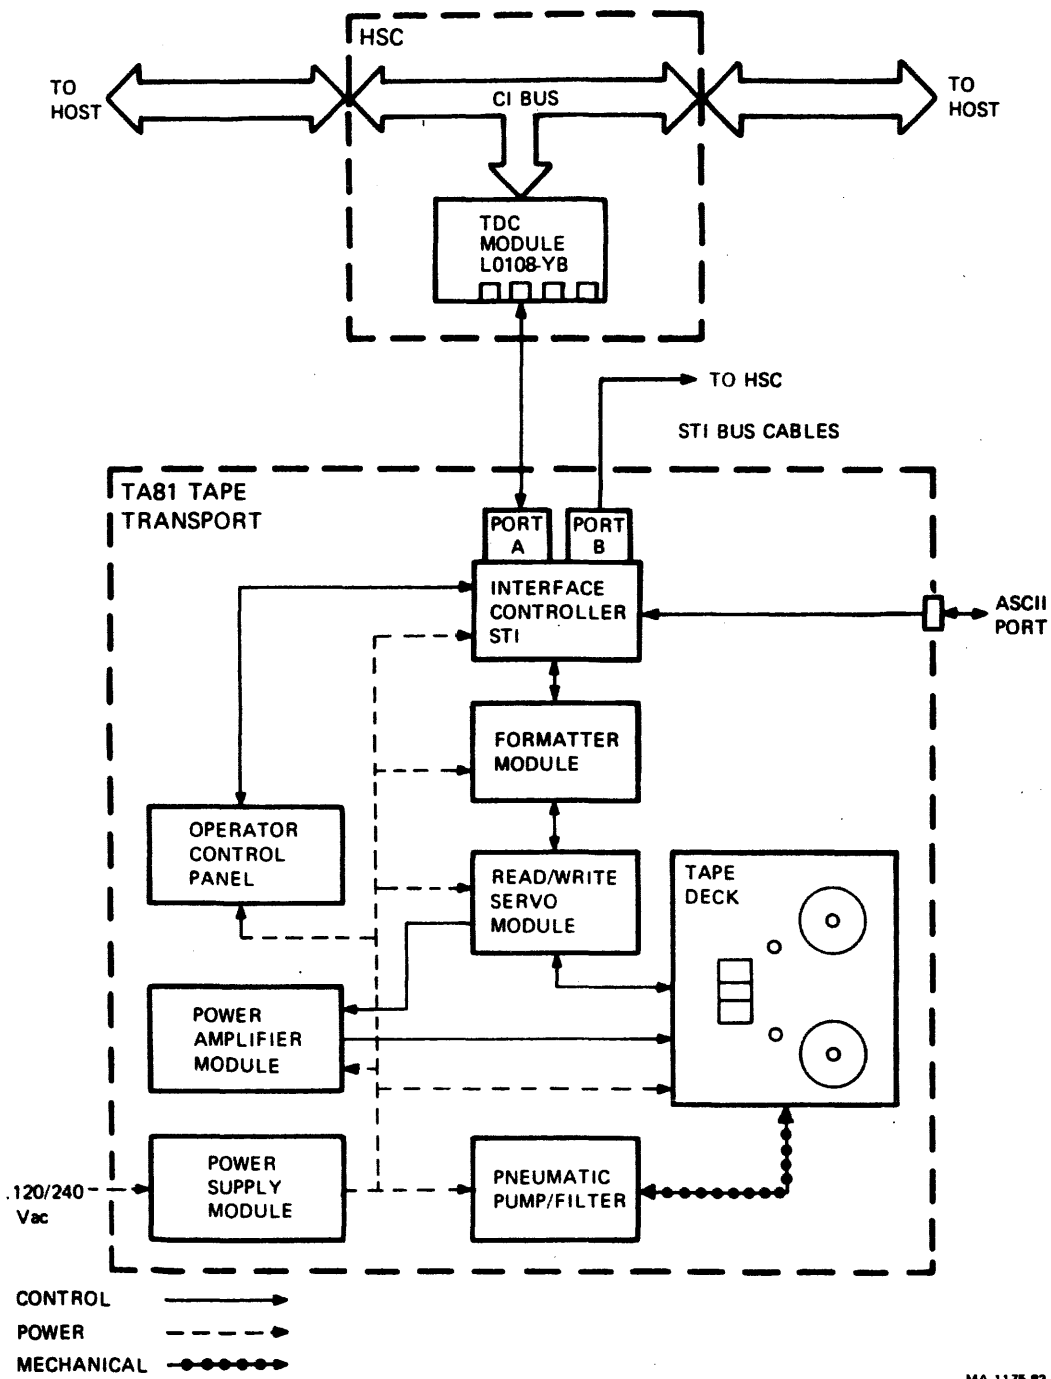 HSC
TO
HOST
CI BUS
TO
HOST
TDC
MODULE
L0108-YB
TO HSC
STI BUS CABLES
TA81 TAPE
TRANSPORT
PORT
A
PORT
B
INTERFACE
CONTROLLER
STI
ASCII
PORT
FORMATTER
MODULE
OPERATOR
CONTROL
PANEL
READ/WRITE
SERVO
MODULE
TAPE
DECK
POWER
AMPLIFIER
MODULE
POWER
SUPPLY
MODULE
PNEUMATIC
PUMP/FILTER
120/240
Vac
CONTROL
POWER
MECHANICAL